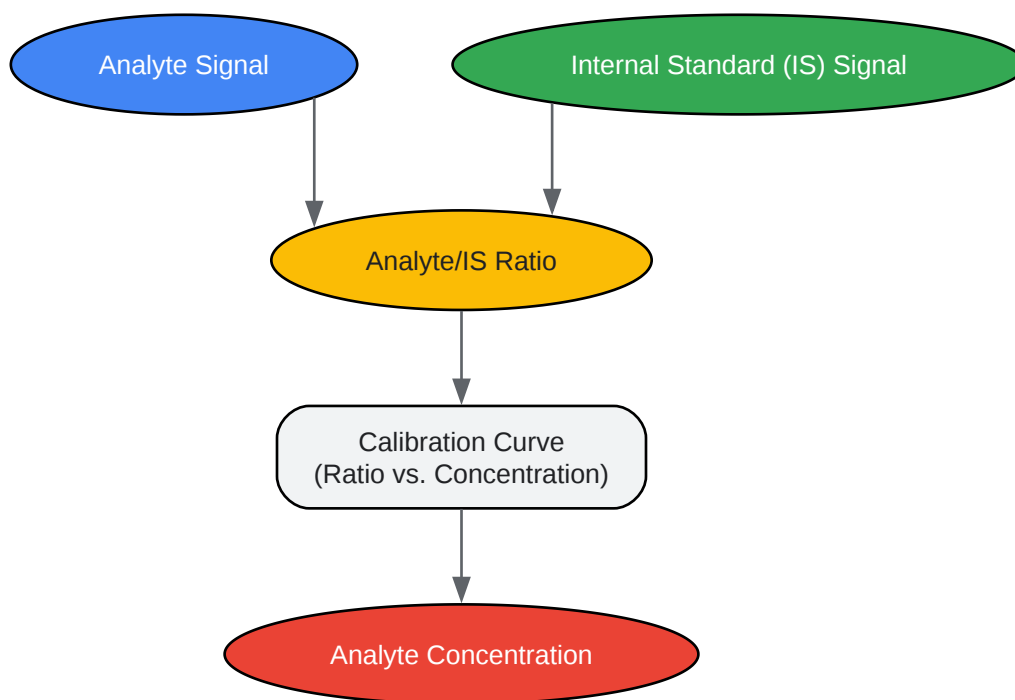 Analyte Signal
Internal Standard (IS) Signal
Analyte/IS Ratio
Calibration Curve
(Ratio vs. Concentration)
Analyte Concentration